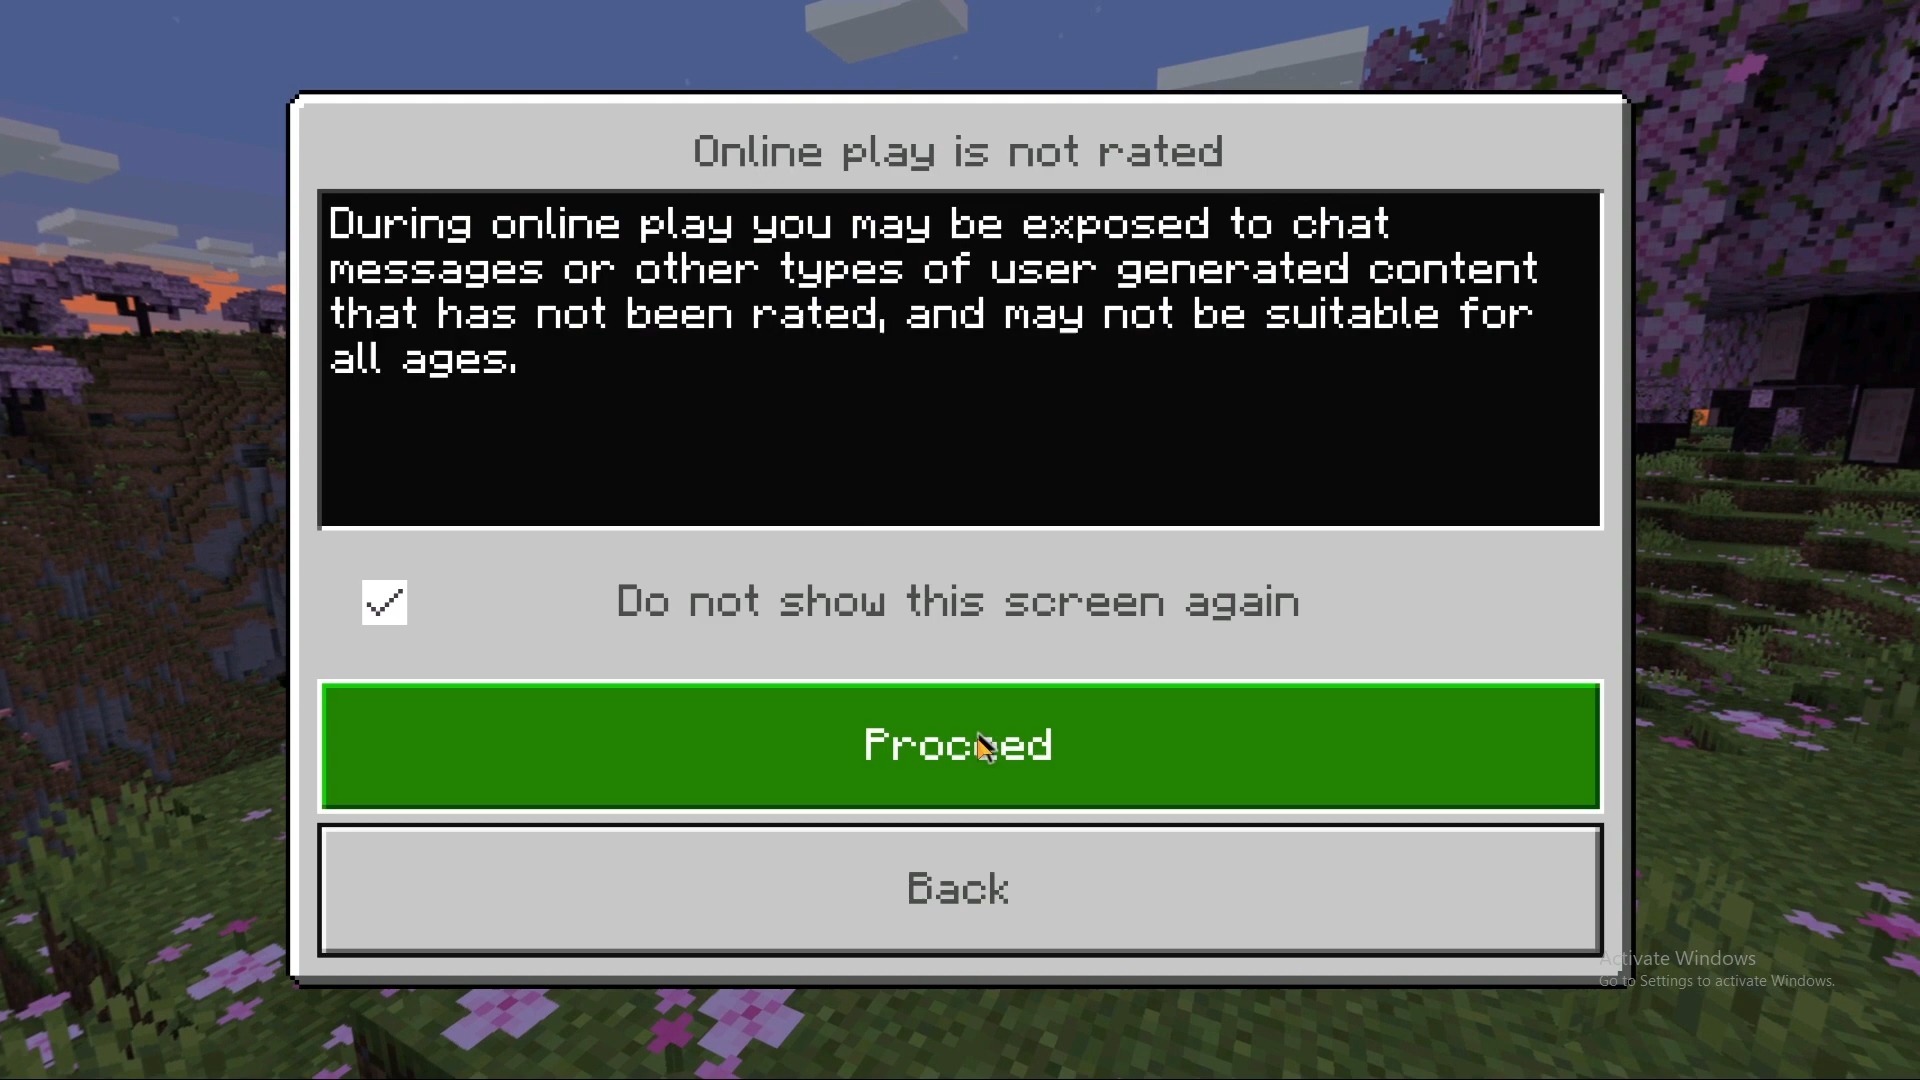 Online play is not rated
During online play you may be exposed to chat
messages or other types of user generated content
that has not been rated, and may not be suitable for
all ages.
Do not show this screen again
Proceed
Back
Activate Windows
Go to Settings to activate Windows.